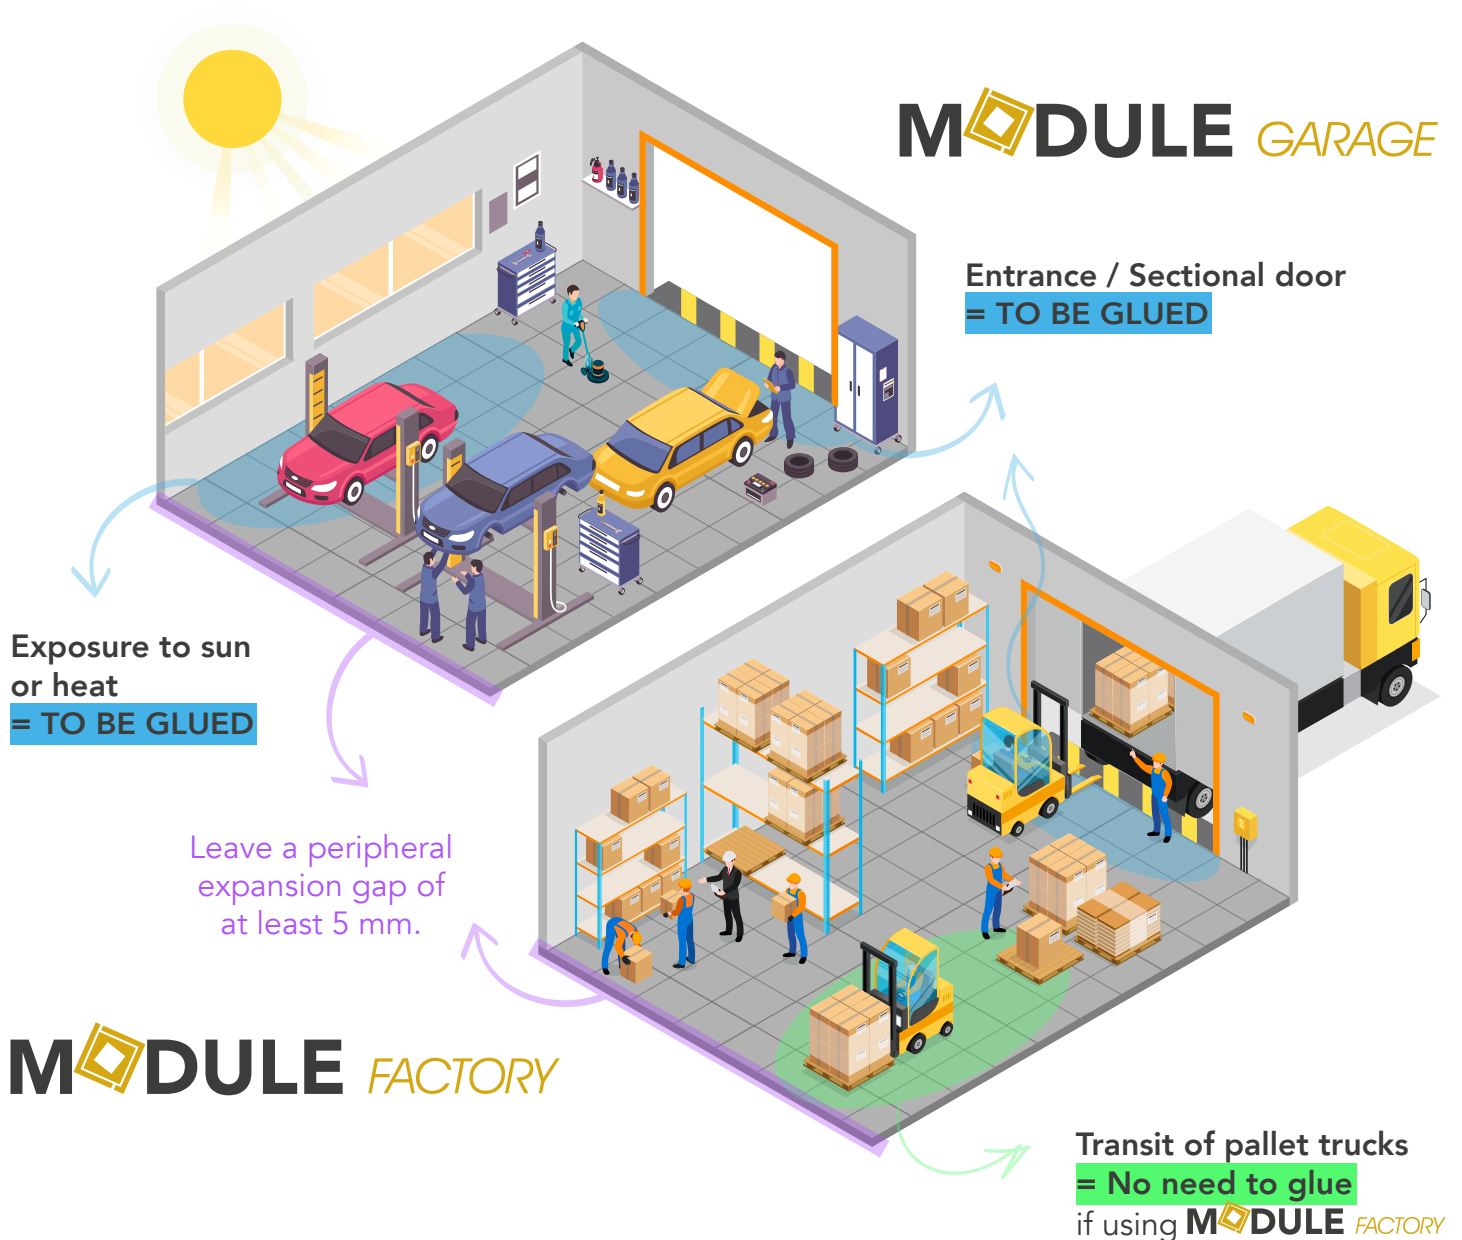 MODULE GARAGE
Entrance / Sectional door
= TO BE GLUED
Exposure to sun
or heat
= TO BE GLUED
Leave a peripheral
expansion gap of
at least 5 mm.
MODULE FACTORY
Transit of pallet trucks
= No need to glue
if using MODULE FACTORY